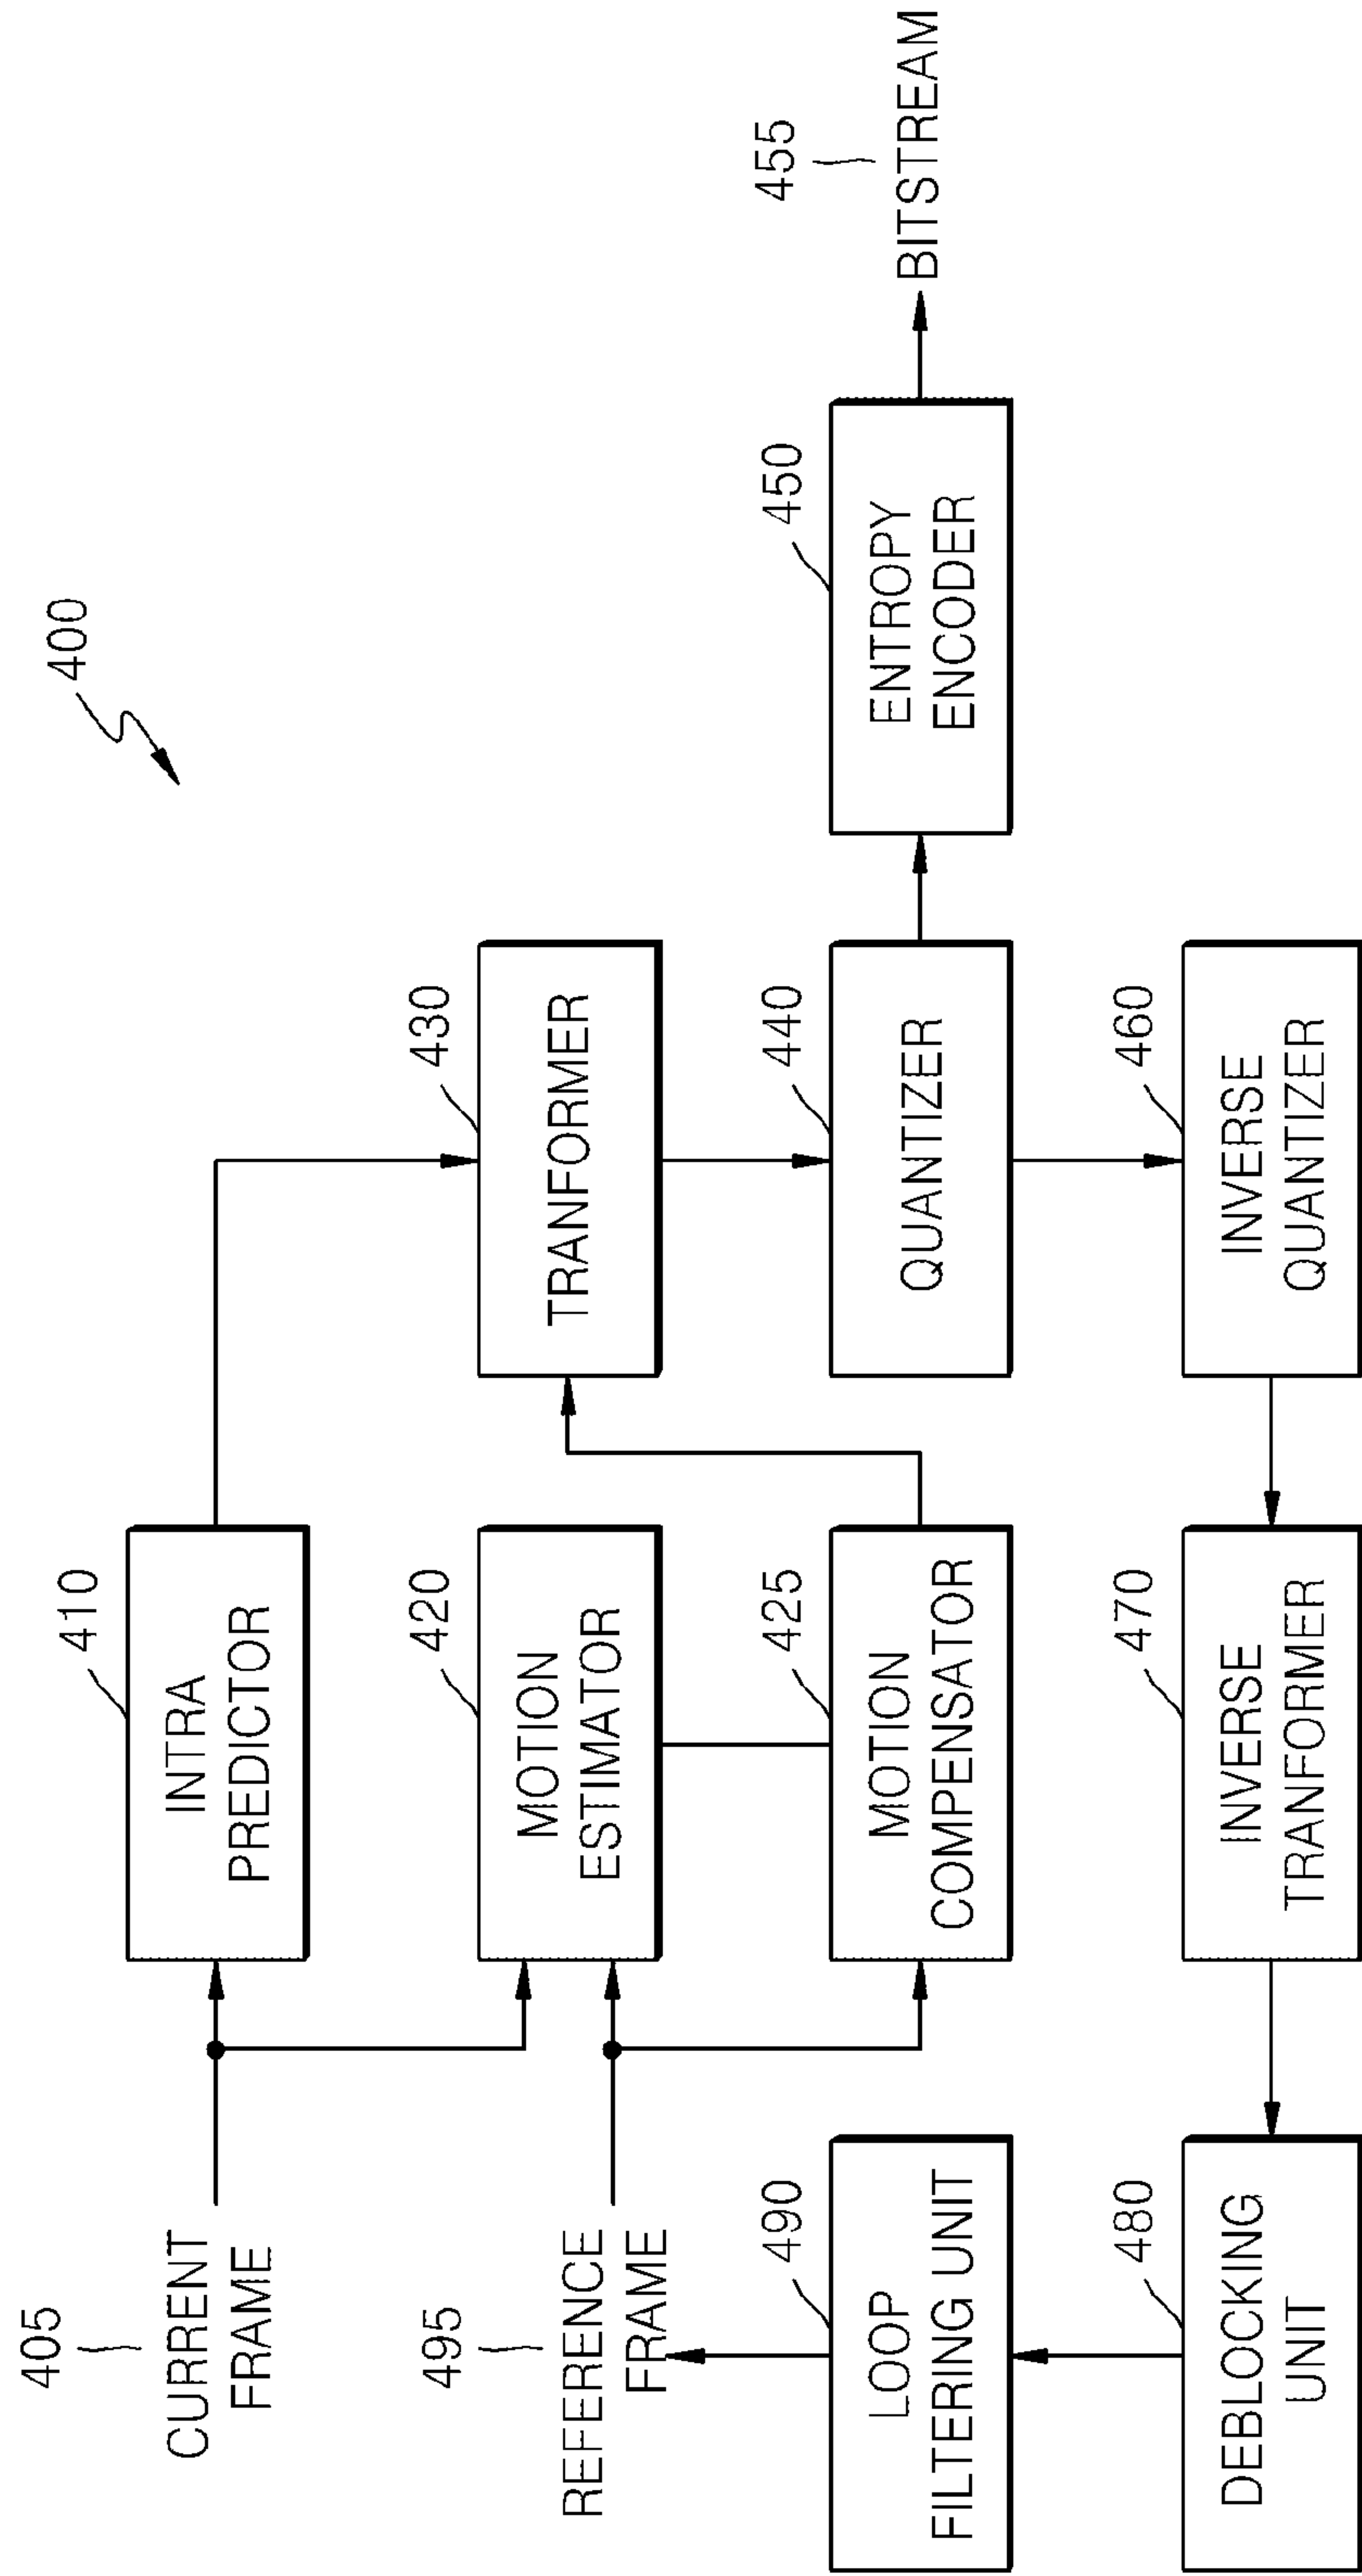 400
405
CURRENT
FRAME
410
INTRA
PREDICTOR
495
REFERENCE
FRAME
420
MOTION
ESTIMATOR
430
TRANFORMER
490
LOOP
FILTERING UNIT
425
MOTION
COMPENSATOR
440
QUANTIZER
450
ENTROPY
ENCODER
455
BITSTREAM
480
DEBLOCKING
UNIT
470
INVERSE
TRANFORMER
460
INVERSE
QUANTIZER